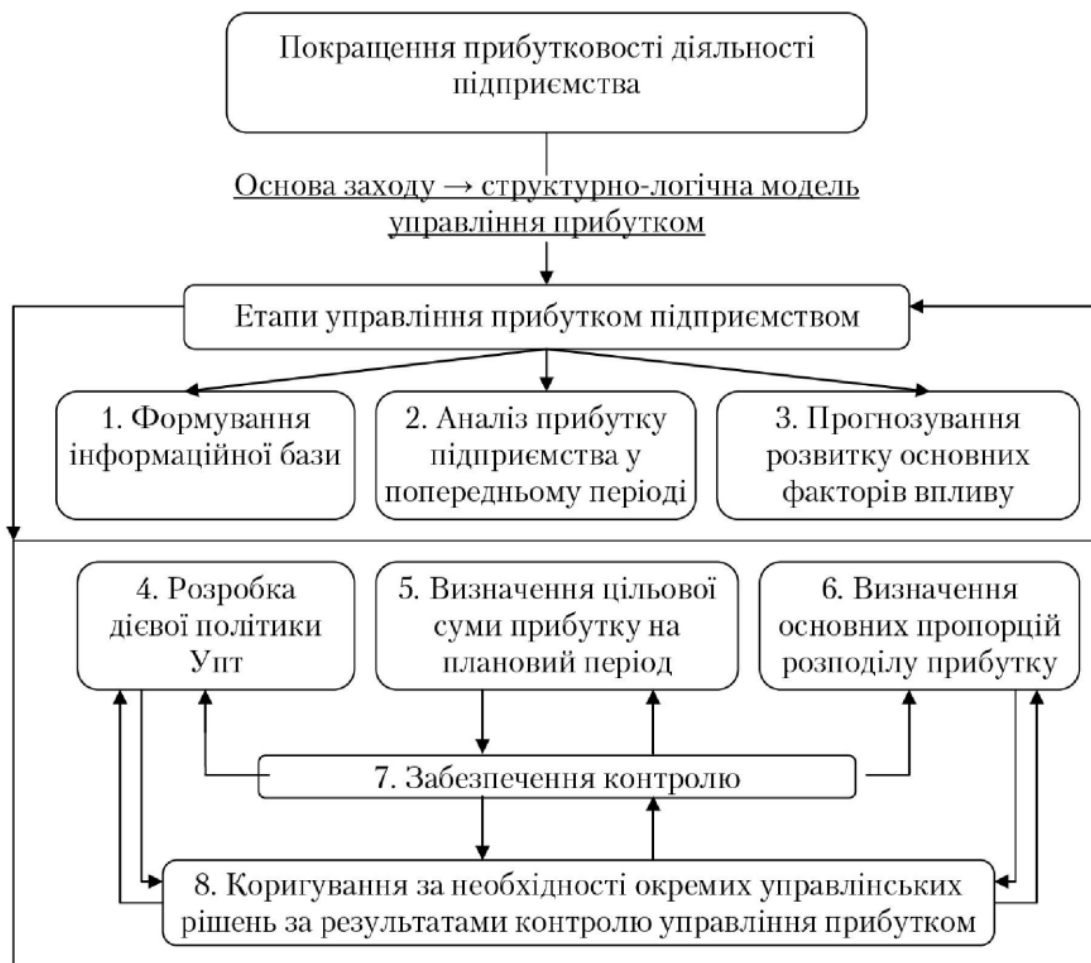 Покращення прибутковості діяльності
підприємства
Основа заходу → структурно-логічна модель
управління прибутком
Етапи управління прибутком підприємством
1. Формування
інформаційної бази
2. Аналіз прибутку
підприємства у
попередньому періоді
3. Прогнозування
розвитку основних
факторів впливу
4. Розробка
дієвої політики
Упт
5. Визначення цільової
суми прибутку на
плановий період
6. Визначення
основних пропорцій
розподілу прибутку
7. Забезпечення контролю
8. Коригування за необхідності окремих управлінських
рішень за результатами контролю управління прибутком